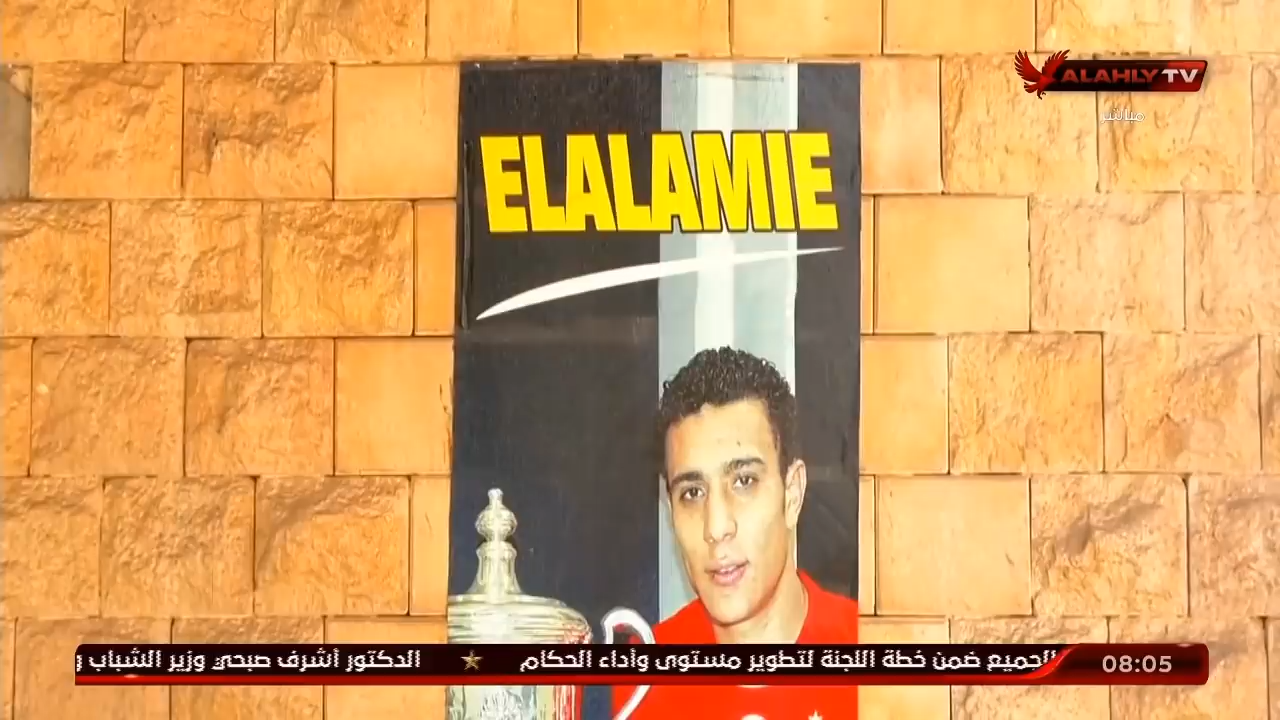 ALAHLY TV
مباشر
ELALAMIE
الجميع ضمن خطة اللجنة لتطوير مستوى وأداء الحكام ★ الدكتور أشرف صبحي وزير الشباب و
08:05